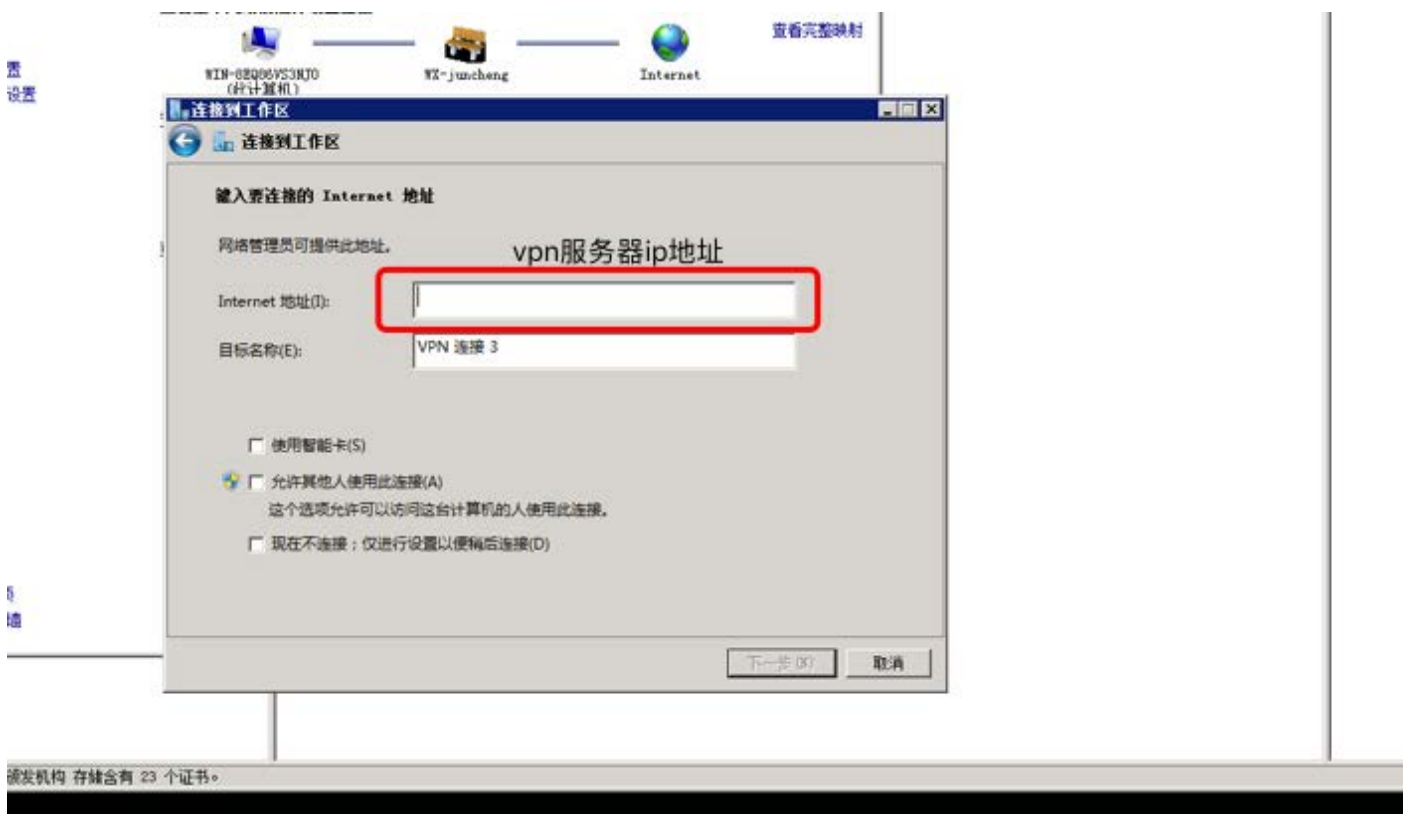 查看完整映射
置
设置
WIN-8ZQ86VS3NJO
(此计算机)
WX-juncheng
Internet
连接到工作区
连接到工作区
键入要连接的 Internet 地址
网络管理员可提供此地址。
vpn服务器ip地址
Internet 地址(I):
目标名称(E):
VPN 连接 3
使用智能卡(S)
允许其他人使用此连接(A)
这个选项允许可以访问这台计算机的人使用此连接。
现在不连接；仅进行设置以便稍后连接(D)
墙
下一步(N)
取消
颁发机构 存储含有 23 个证书。